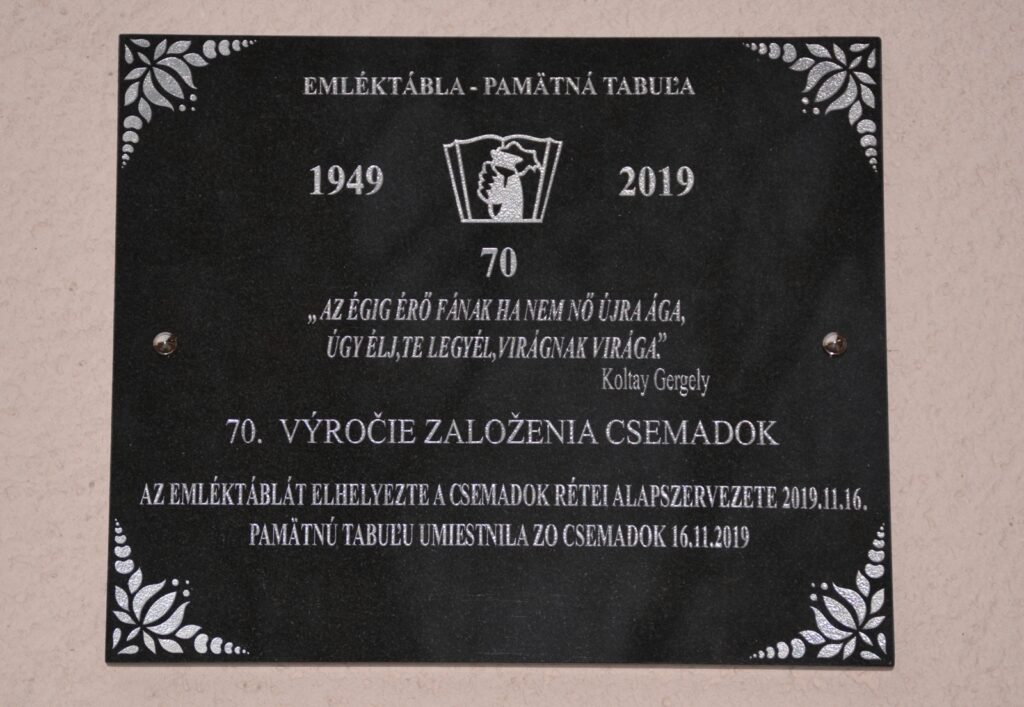 EMLÉKTÁBLA - PAMÄTNÁ TABUĽA
1949 2019
70
„AZ ÉGIG ÉRŐ FÁNAK HA NEM NŐ ÚJRA ÁGA,
ÚGY ÉLJ,TE LEGYÉL,VIRÁGNAK VIRÁGA.”
Koltay Gergely
70. VÝROČIE ZALOŽENIA CSEMADOK
AZ EMLÉKTÁBLÁT ELHELYEZTE A CSEMADOK RÉTEI ALAPSZERVEZETE 2019.11.16.
PAMÄTNÚ TABUĽU UMIESTNILA ZO CSEMADOK 16.11.2019